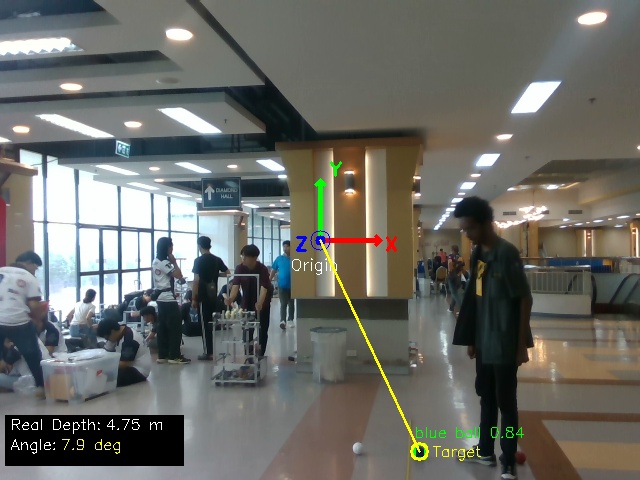 DIAMOND
HALL
Y
Z
X
Origin
blue ball 0.84
Target
Real Depth: 4.75 m
Angle: 7.9 deg